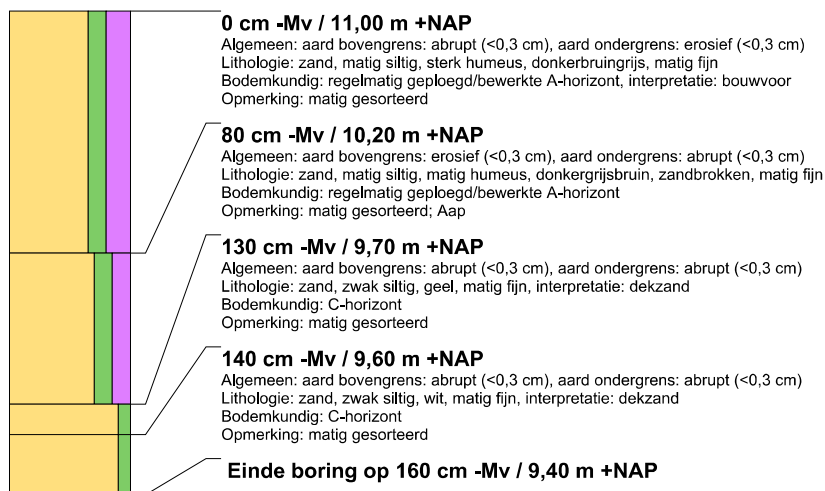 0 cm -Mv / 11,00 m +NAP
Algemeen: aard bovengrens: abrupt (<0,3 cm), aard ondergrens: erosief (<0,3 cm)
Lithologie: zand, matig siltig, sterk humeus, donkerbruingrijs, matig fijn
Bodemkundig: regelmatig geploegd/bewerkte A-horizont, interpretatie: bouwvoor
Opmerking: matig gesorteerd
80 cm -Mv / 10,20 m +NAP
Algemeen: aard bovengrens: erosief (<0,3 cm), aard ondergrens: abrupt (<0,3 cm)
Lithologie: zand, matig siltig, matig humeus, donkergrijsbruin, zandbrokken, matig fijn
Bodemkundig: regelmatig geploegd/bewerkte A-horizont
Opmerking: matig gesorteerd; Aap
130 cm -Mv / 9,70 m +NAP
Algemeen: aard bovengrens: abrupt (<0,3 cm), aard ondergrens: abrupt (<0,3 cm)
Lithologie: zand, zwak siltig, geel, matig fijn, interpretatie: dekzand
Bodemkundig: C-horizont
Opmerking: matig gesorteerd
140 cm -Mv / 9,60 m +NAP
Algemeen: aard bovengrens: abrupt (<0,3 cm), aard ondergrens: abrupt (<0,3 cm)
Lithologie: zand, zwak siltig, wit, matig fijn, interpretatie: dekzand
Bodemkundig: C-horizont
Opmerking: matig gesorteerd
Einde boring op 160 cm -Mv / 9,40 m +NAP